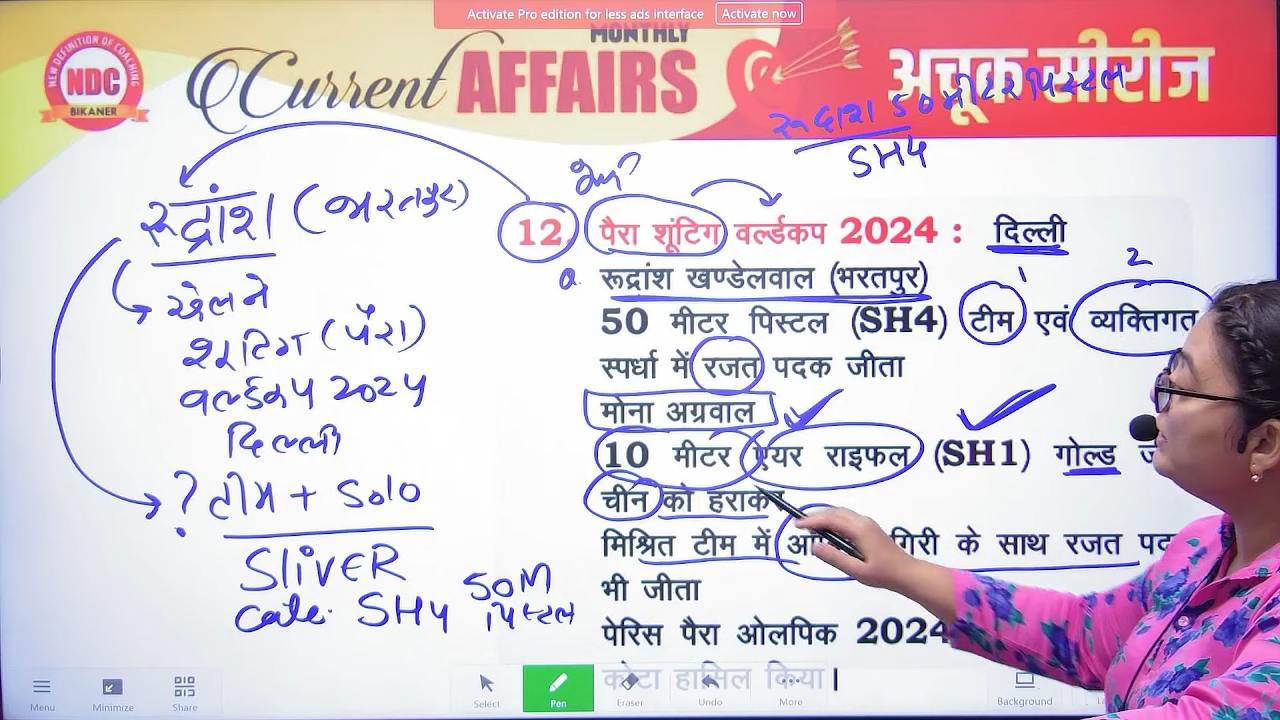 Activate Pro edition for less ads interface Activate now
NEW DEFINITION OF COACHING
NDC
BIKANER
MONTHLY
Current AFFAIRS
अचूक सीरीज
50 मीटर पिस्टल
SH4
रूद्रांश (भरतपुर)
खेलने
शूटिंग (पैरा)
वर्ल्डकप 2024
दिल्ली
? टीम + Solo
SlivER
Cate: SH4 50M
पिस्टल
12. पैरा शूंटिग वर्ल्डकप 2024 : दिल्ली
1 2
रूद्रांश खण्डेलवाल (भरतपुर)
50 मीटर पिस्टल (SH4) टीम एवं व्यक्तिगत
स्पर्धा में रजत पदक जीता
मोना अग्रवाल
10 मीटर एयर राइफल (SH1) गोल्ड
चीन को हराकर
मिश्रित टीम में गिरी के साथ रजत
भी जीता
पेरिस पैरा ओलपिक 2024
कोटा हासिल किया |
Menu Minimize Share Select Pen Eraser Undo More Background